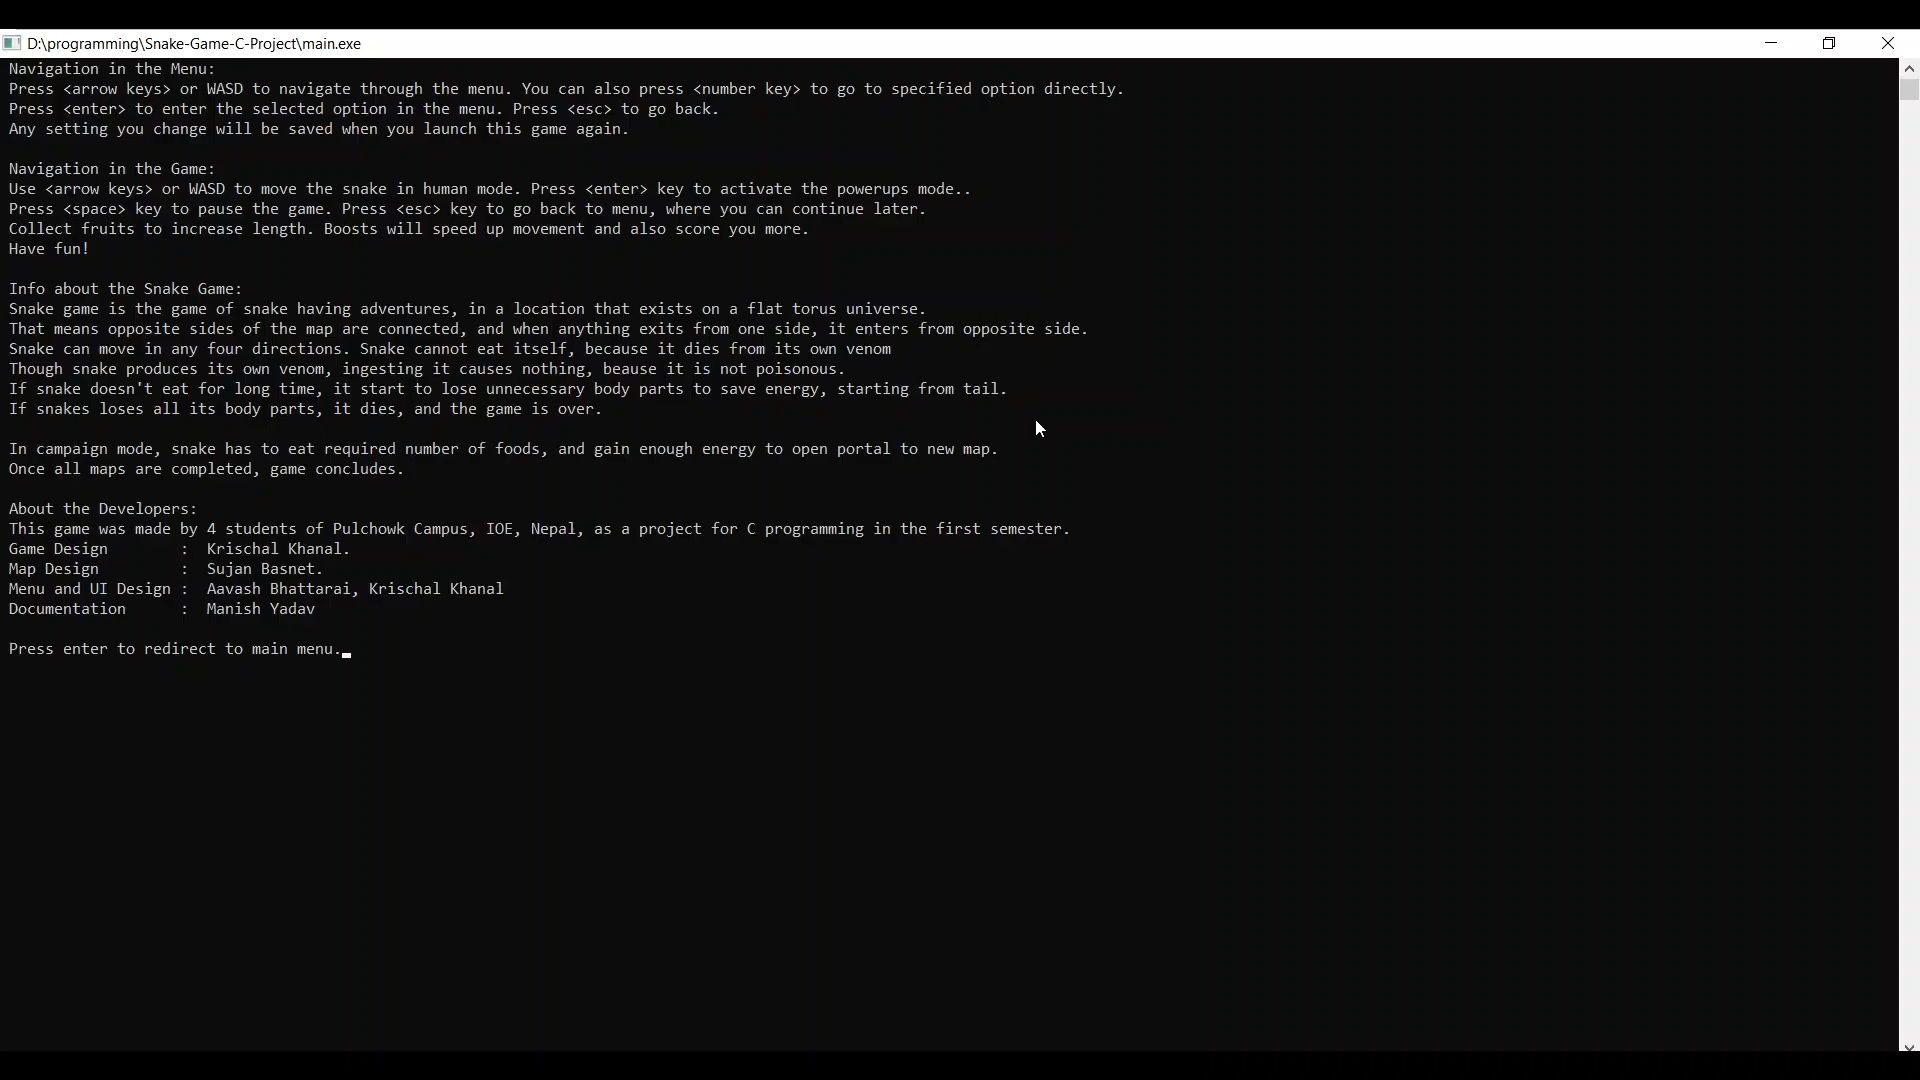 D:\programming\Snake-Game-C-Project\main.exe
Navigation in the Menu:
Press <arrow keys> or WASD to navigate through the menu. You can also press <number key> to go to specified option directly.
Press <enter> to enter the selected option in the menu. Press <esc> to go back.
Any setting you change will be saved when you launch this game again.
Navigation in the Game:
Use <arrow keys> or WASD to move the snake in human mode. Press <enter> key to activate the powerups mode..
Press <space> key to pause the game. Press <esc> key to go back to menu, where you can continue later.
Collect fruits to increase length. Boosts will speed up movement and also score you more.
Have fun!
Info about the Snake Game:
Snake game is the game of snake having adventures, in a location that exists on a flat torus universe.
That means opposite sides of the map are connected, and when anything exits from one side, it enters from opposite side.
Snake can move in any four directions. Snake cannot eat itself, because it dies from its own venom
Though snake produces its own venom, ingesting it causes nothing, beause it is not poisonous.
If snake doesn't eat for long time, it start to lose unnecessary body parts to save energy, starting from tail.
If snakes loses all its body parts, it dies, and the game is over.
In campaign mode, snake has to eat required number of foods, and gain enough energy to open portal to new map.
Once all maps are completed, game concludes.
About the Developers:
This game was made by 4 students of Pulchowk Campus, IOE, Nepal, as a project for C programming in the first semester.
Game Design        :  Krischal Khanal.
Map Design         :  Sujan Basnet.
Menu and UI Design :  Aavash Bhattarai, Krischal Khanal
Documentation      :  Manish Yadav
Press enter to redirect to main menu.